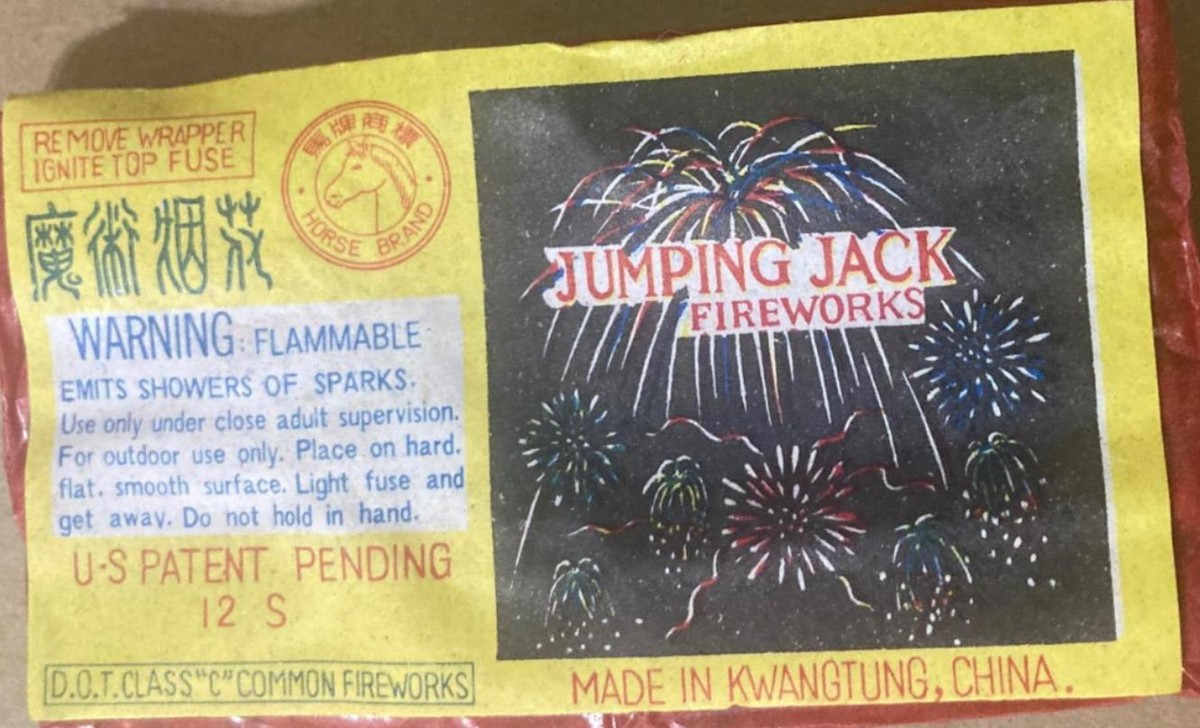 REMOVE WRAPPER
IGNITE TOP FUSE
馬牌商標
HORSE BRAND
魔術烟花
WARNING: FLAMMABLE
EMITS SHOWERS OF SPARKS.
Use only under close adult supervision.
For outdoor use only. Place on hard.
flat. smooth surface. Light fuse and
get away. Do not hold in hand.
U·S PATENT PENDING
12 S
D.O.T. CLASS "C" COMMON FIREWORKS
JUMPING JACK
FIREWORKS
MADE IN KWANGTUNG, CHINA.